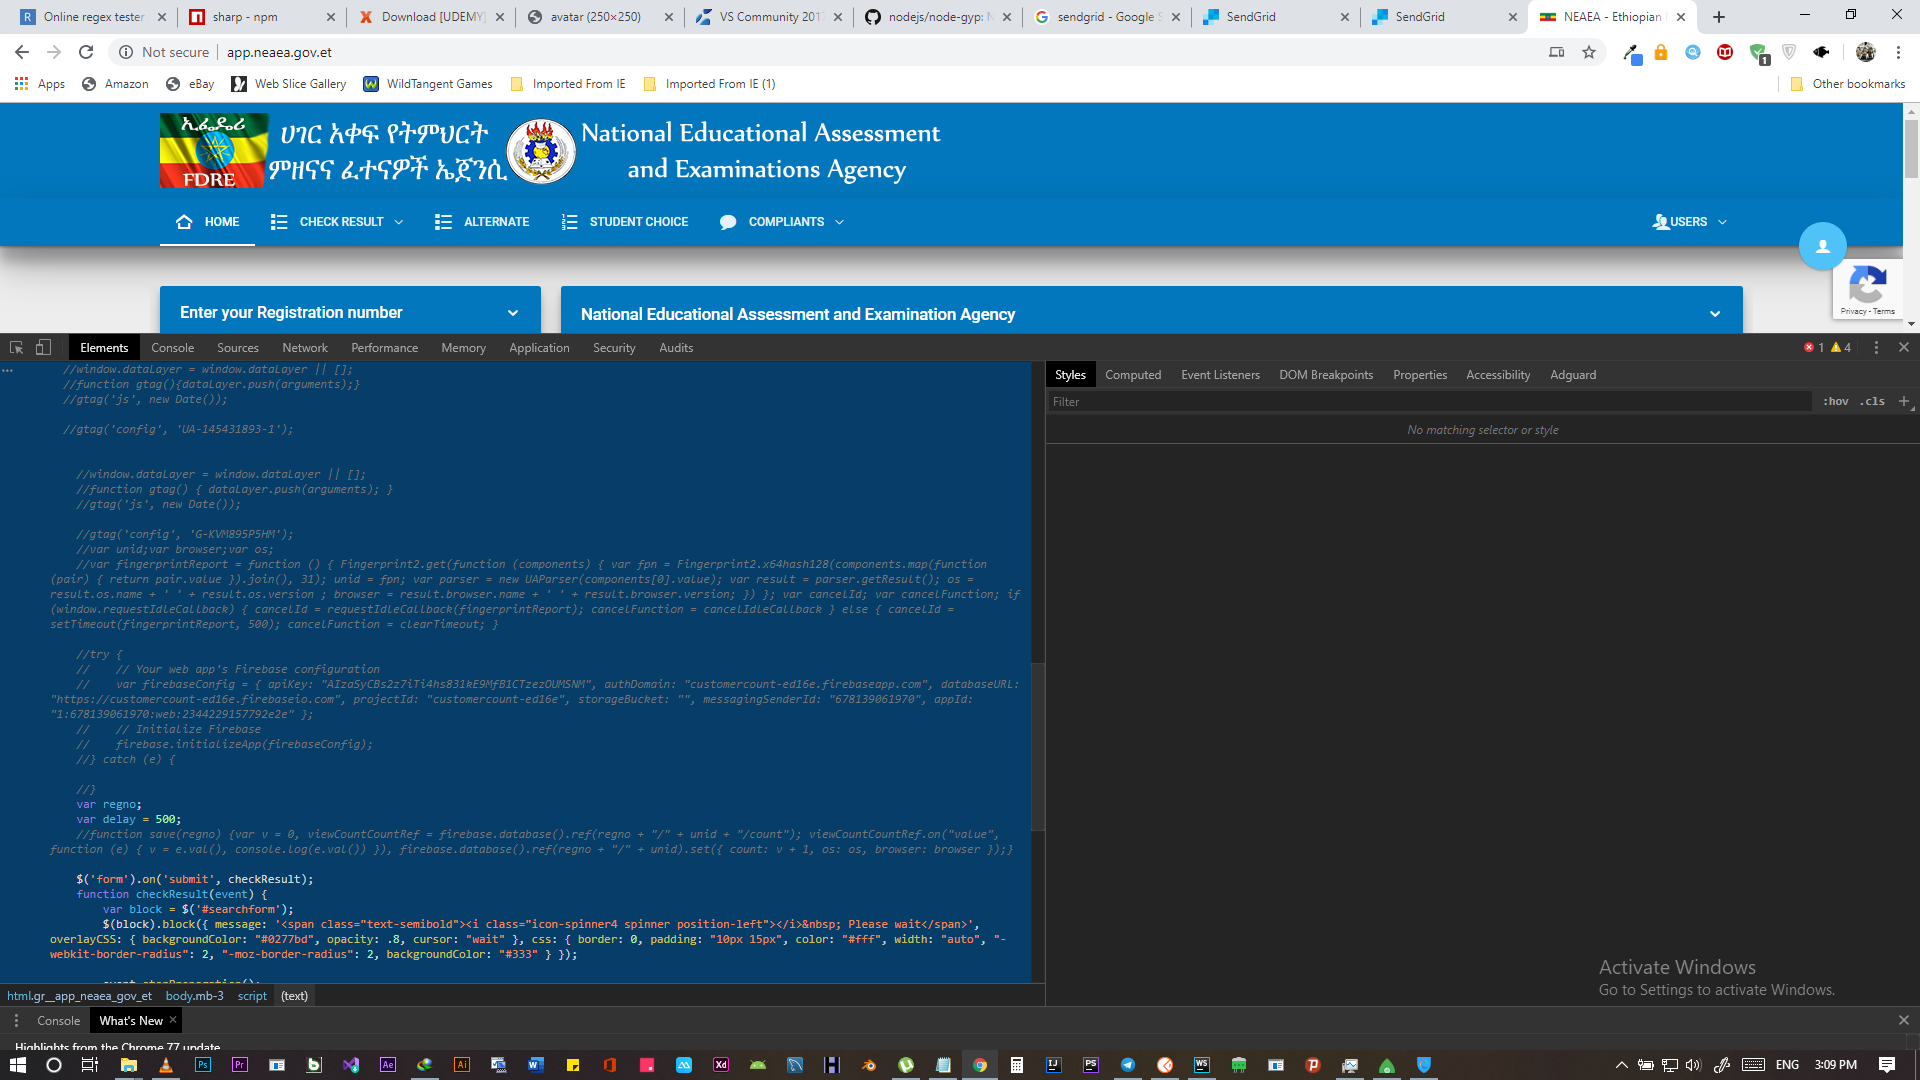 Online regex tester
sharp - npm
Download [UDEMY]
avatar (250×250)
VS Community 2017
nodejs/node-gyp: N
sendgrid - Google S
SendGrid
SendGrid
NEAEA - Ethiopian
Not secure
app.neaea.gov.et
Apps
Amazon
eBay
Web Slice Gallery
WildTangent Games
Imported From IE
Imported From IE (1)
Other bookmarks
ኢ.ፌ.ዴ.ሪ
FDRE
ሀገር አቀፍ የትምህርት
ምዘናና ፈተናዎች ኤጀንሲ
National Educational Assessment
and Examinations Agency
HOME
CHECK RESULT
ALTERNATE
STUDENT CHOICE
COMPLIANTS
USERS
Privacy - Terms
Enter your Registration number
National Educational Assessment and Examination Agency
Elements
Console
Sources
Network
Performance
Memory
Application
Security
Audits
1
4
//window.dataLayer = window.dataLayer || [];
//function gtag(){dataLayer.push(arguments);}
//gtag('js', new Date());
//gtag('config', 'UA-145431893-1');
//window.dataLayer = window.dataLayer || [];
//function gtag() { dataLayer.push(arguments); }
//gtag('js', new Date());
//gtag('config', 'G-KVM895P5HM');
//var unid;var browser;var os;
//var fingerprintReport = function () { Fingerprint2.get(function (components) { var fpn = Fingerprint2.x64hash128(components.map(function
(pair) { return pair.value }).join(), 31); unid = fpn; var parser = new UAParser(components[0].value); var result = parser.getResult(); os =
result.os.name + ' ' + result.os.version ; browser = result.browser.name + ' ' + result.browser.version; }) }; var cancelId; var cancelFunction; if
(window.requestIdleCallback) { cancelId = requestIdleCallback(fingerprintReport); cancelFunction = cancelIdleCallback } else { cancelId =
setTimeout(fingerprintReport, 500); cancelFunction = clearTimeout; }
//try {
// // Your web app's Firebase configuration
// var firebaseConfig = { apiKey: "AIzaSyCBs2z7iTi4hs831kE9MfB1CTzezOUMSNM", authDomain: "customercount-ed16e.firebaseapp.com", databaseURL:
"https://customercount-ed16e.firebaseio.com", projectId: "customercount-ed16e", storageBucket: "", messagingSenderId: "678139061970", appId:
"1:678139061970:web:2344229157792e2e" };
// // Initialize Firebase
// firebase.initializeApp(firebaseConfig);
//} catch (e) {
//}
var regno;
var delay = 500;
//function save(regno) {var v = 0, viewCountCountRef = firebase.database().ref(regno + "/" + unid + "/count"); viewCountCountRef.on("value",
function (e) { v = e.val(), console.log(e.val()) }), firebase.database().ref(regno + "/" + unid).set({ count: v + 1, os: os, browser: browser });}
$('form').on('submit', checkResult);
function checkResult(event) {
var block = $('#searchform');
$(block).block({ message: '<span class="text-semibold"><i class="icon-spinner4 spinner position-left"></i>&nbsp; Please wait</span>',
overlayCSS: { backgroundColor: "#0277bd", opacity: .8, cursor: "wait" }, css: { border: 0, padding: "10px 15px", color: "#fff", width: "auto", "-
webkit-border-radius": 2, "-moz-border-radius": 2, backgroundColor: "#333" } });
Styles
Computed
Event Listeners
DOM Breakpoints
Properties
Accessibility
Adguard
Filter
:hov
.cls
No matching selector or style
Activate Windows
Go to Settings to activate Windows.
html.gr__app_neaea_gov_et
body.mb-3
script
(text)
Console
What's New
Highlights from the Chrome 77 update
ENG
3:09 PM